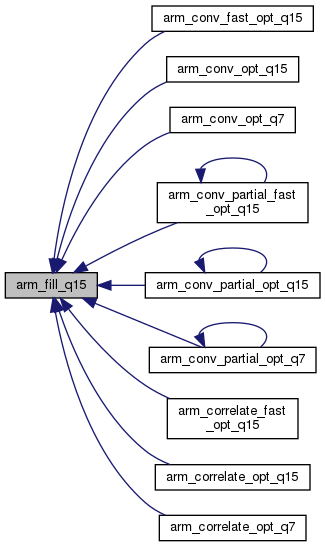 arm_conv_fast_opt_q15
arm_conv_opt_q15
arm_conv_opt_q7
arm_conv_partial_fast
_opt_q15
arm_fill_q15
arm_conv_partial_opt_q15
arm_conv_partial_opt_q7
arm_correlate_fast
_opt_q15
arm_correlate_opt_q15
arm_correlate_opt_q7